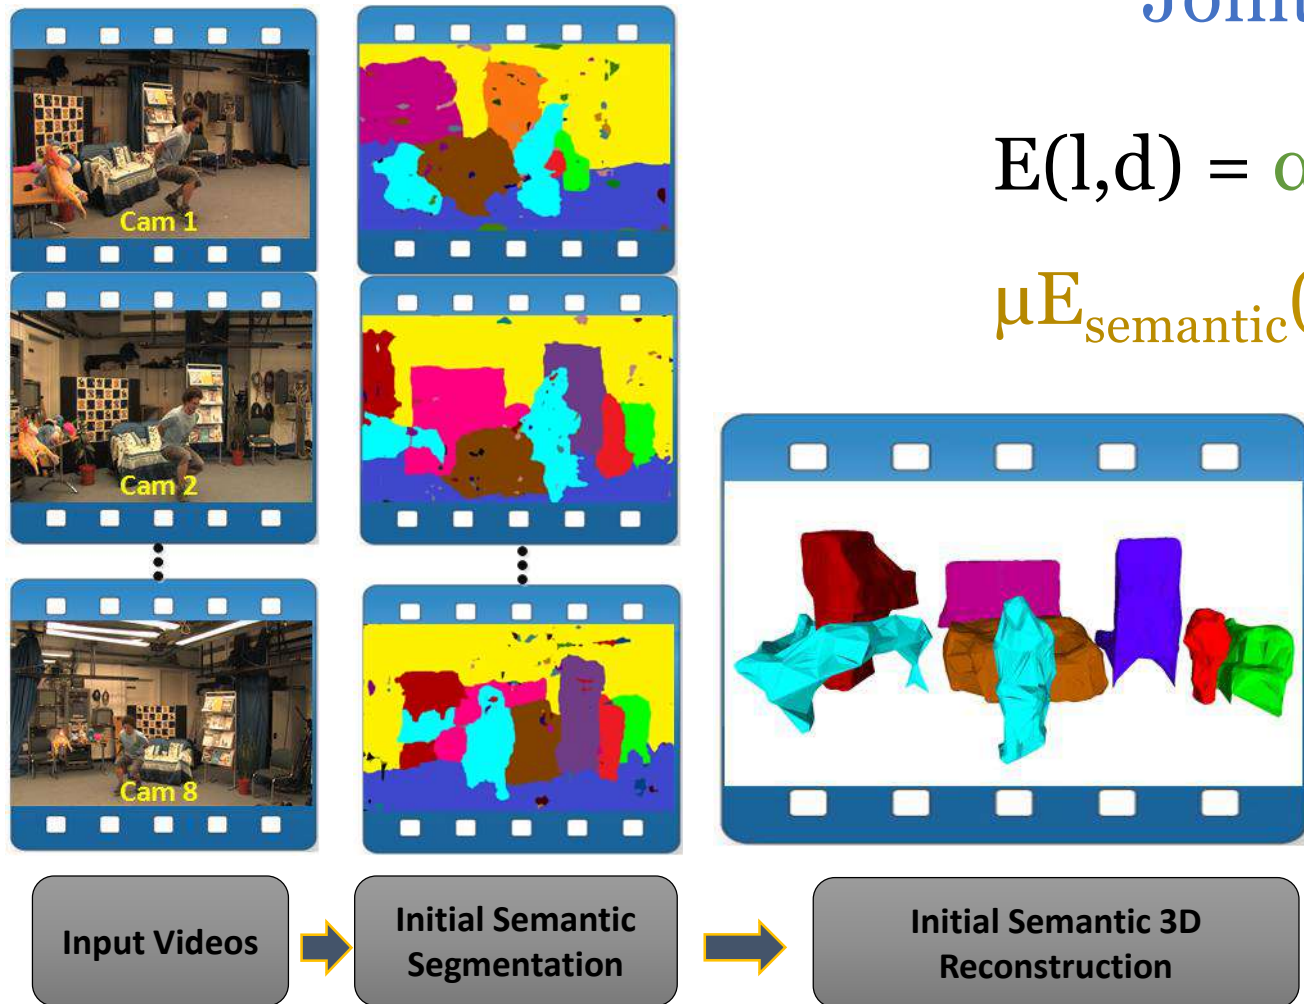 E(l,d) =
μE_semantic(
Cam 1
Cam 2
Cam 8
Input Videos
Initial Semantic
Segmentation
Initial Semantic 3D
Reconstruction